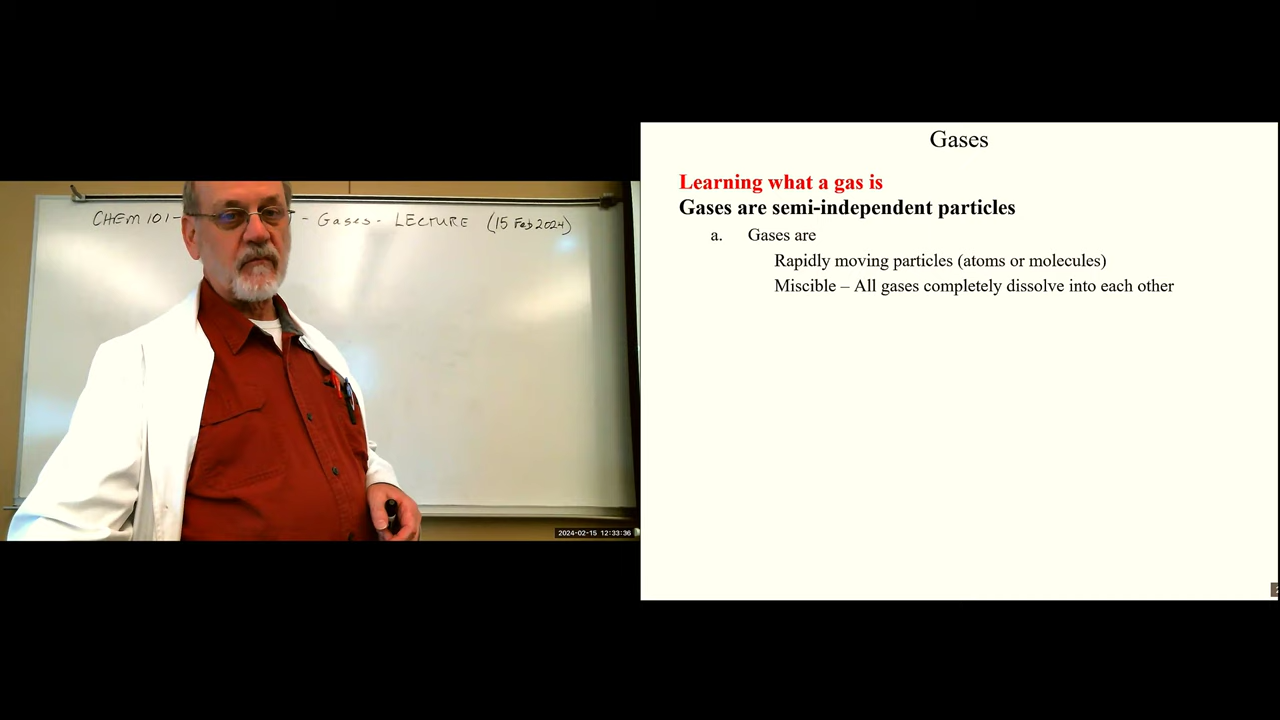 CHEM 101- T - Gases - LECTURE (15 Feb 2024)
2024-02-15 12:33:36
Gases
Learning what a gas is
Gases are semi-independent particles
a. Gases are
Rapidly moving particles (atoms or molecules)
Miscible – All gases completely dissolve into each other